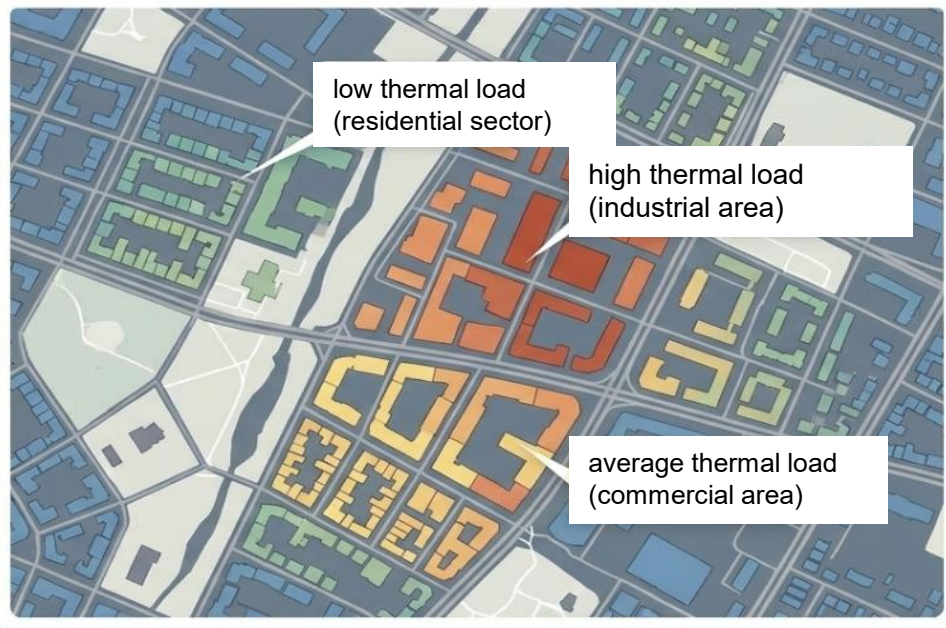 low thermal load
(residential sector)
high thermal load
(industrial area)
average thermal load
(commercial area)